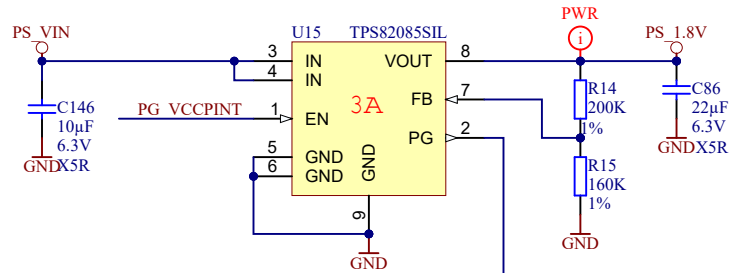 PWR
PS_VIN
U15 TPS82085SIL
PS_1.8V
3 IN VOUT 8
4 IN
C146
10µF
6.3V
X5R
GND
PG_VCCPINT 1 EN
3A
FB 7
PG 2
R14
200K
1%
C86
22µF
6.3V
X5R
GND
5 GND
6 GND
GND
9
GND
R15
160K
1%
GND